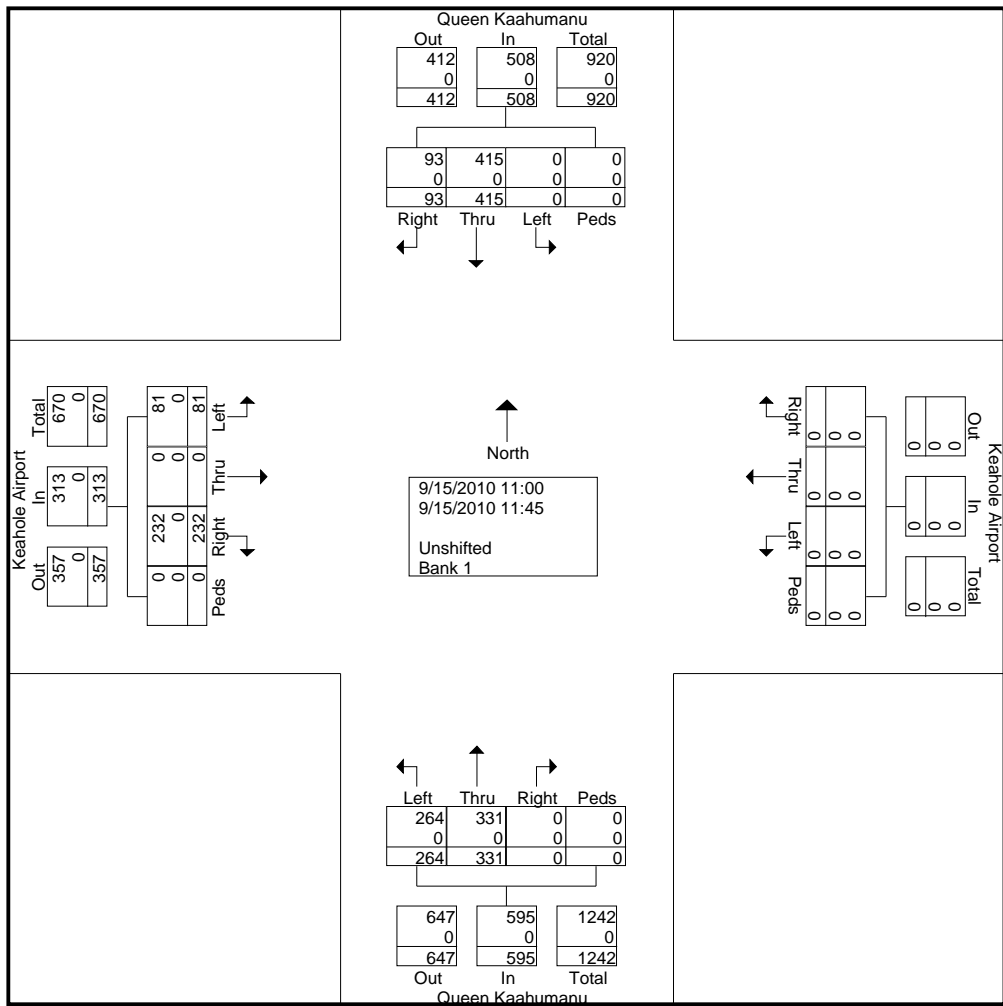 Queen Kaahumanu
Out In Total
412 508 920
0 0 0
412 508 920
93 415 0 0
0 0 0 0
93 415 0 0
Right Thru Left Peds
Keahole Airport
Total In Out
670 313 357
0 0 0
670 313 357
81 0 232 0
0 0 0 0
81 0 232 0
Left Thru Right Peds
North
9/15/2010 11:00
9/15/2010 11:45
Unshifted
Bank 1
Keahole Airport
Out In Total
0 0 0
0 0 0
0 0 0
0 0 0 0
0 0 0 0
0 0 0 0
Right Thru Left Peds
Left Thru Right Peds
264 331 0 0
0 0 0 0
264 331 0 0
647 595 1242
0 0 0
647 595 1242
Out In Total
Queen Kaahumanu